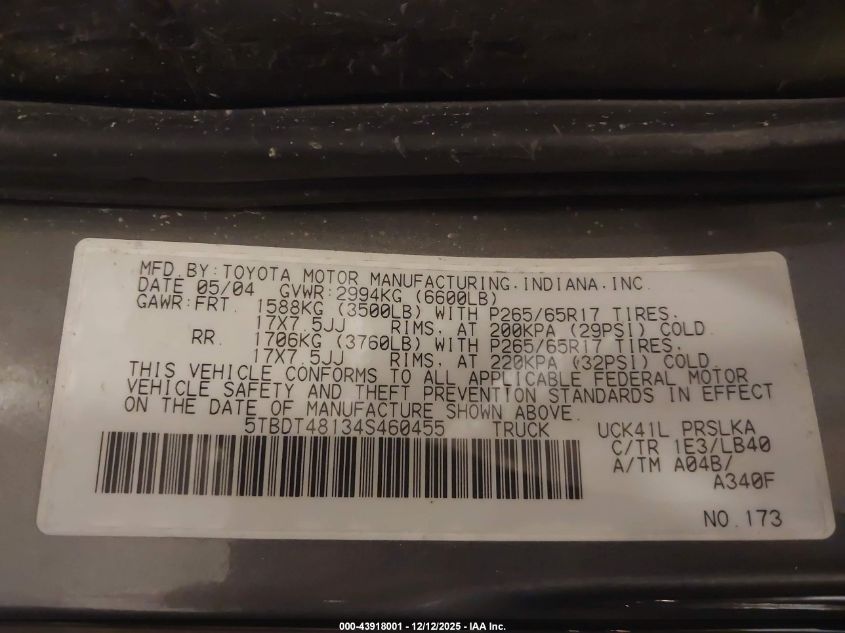 MFD. BY: TOYOTA MOTOR MANUFACTURING. INDIANA. INC.
DATE 05/04 GVWR: 2994KG (6600LB)
GAWR: FRT. 1588KG (3500LB) WITH P265/65R17 TIRES.
17X7.5JJ RIMS, AT 200KPA (29PSI) COLD.
RR. 1706KG (3760LB) WITH P265/65R17 TIRES.
17X7.5JJ RIMS, AT 220KPA (32PSI) COLD.
THIS VEHICLE CONFORMS TO ALL APPLICABLE FEDERAL MOTOR
VEHICLE SAFETY AND THEFT PREVENTION STANDARDS IN EFFECT
ON THE DATE OF MANUFACTURE SHOWN ABOVE.
5TBDT48134S460455 TRUCK UCK41L PRSLKA
C/TR 1E3/LB40
A/TM A04B/
A340F
NO. 173
000-43918001 - 12/12/2025 - IAA Inc.